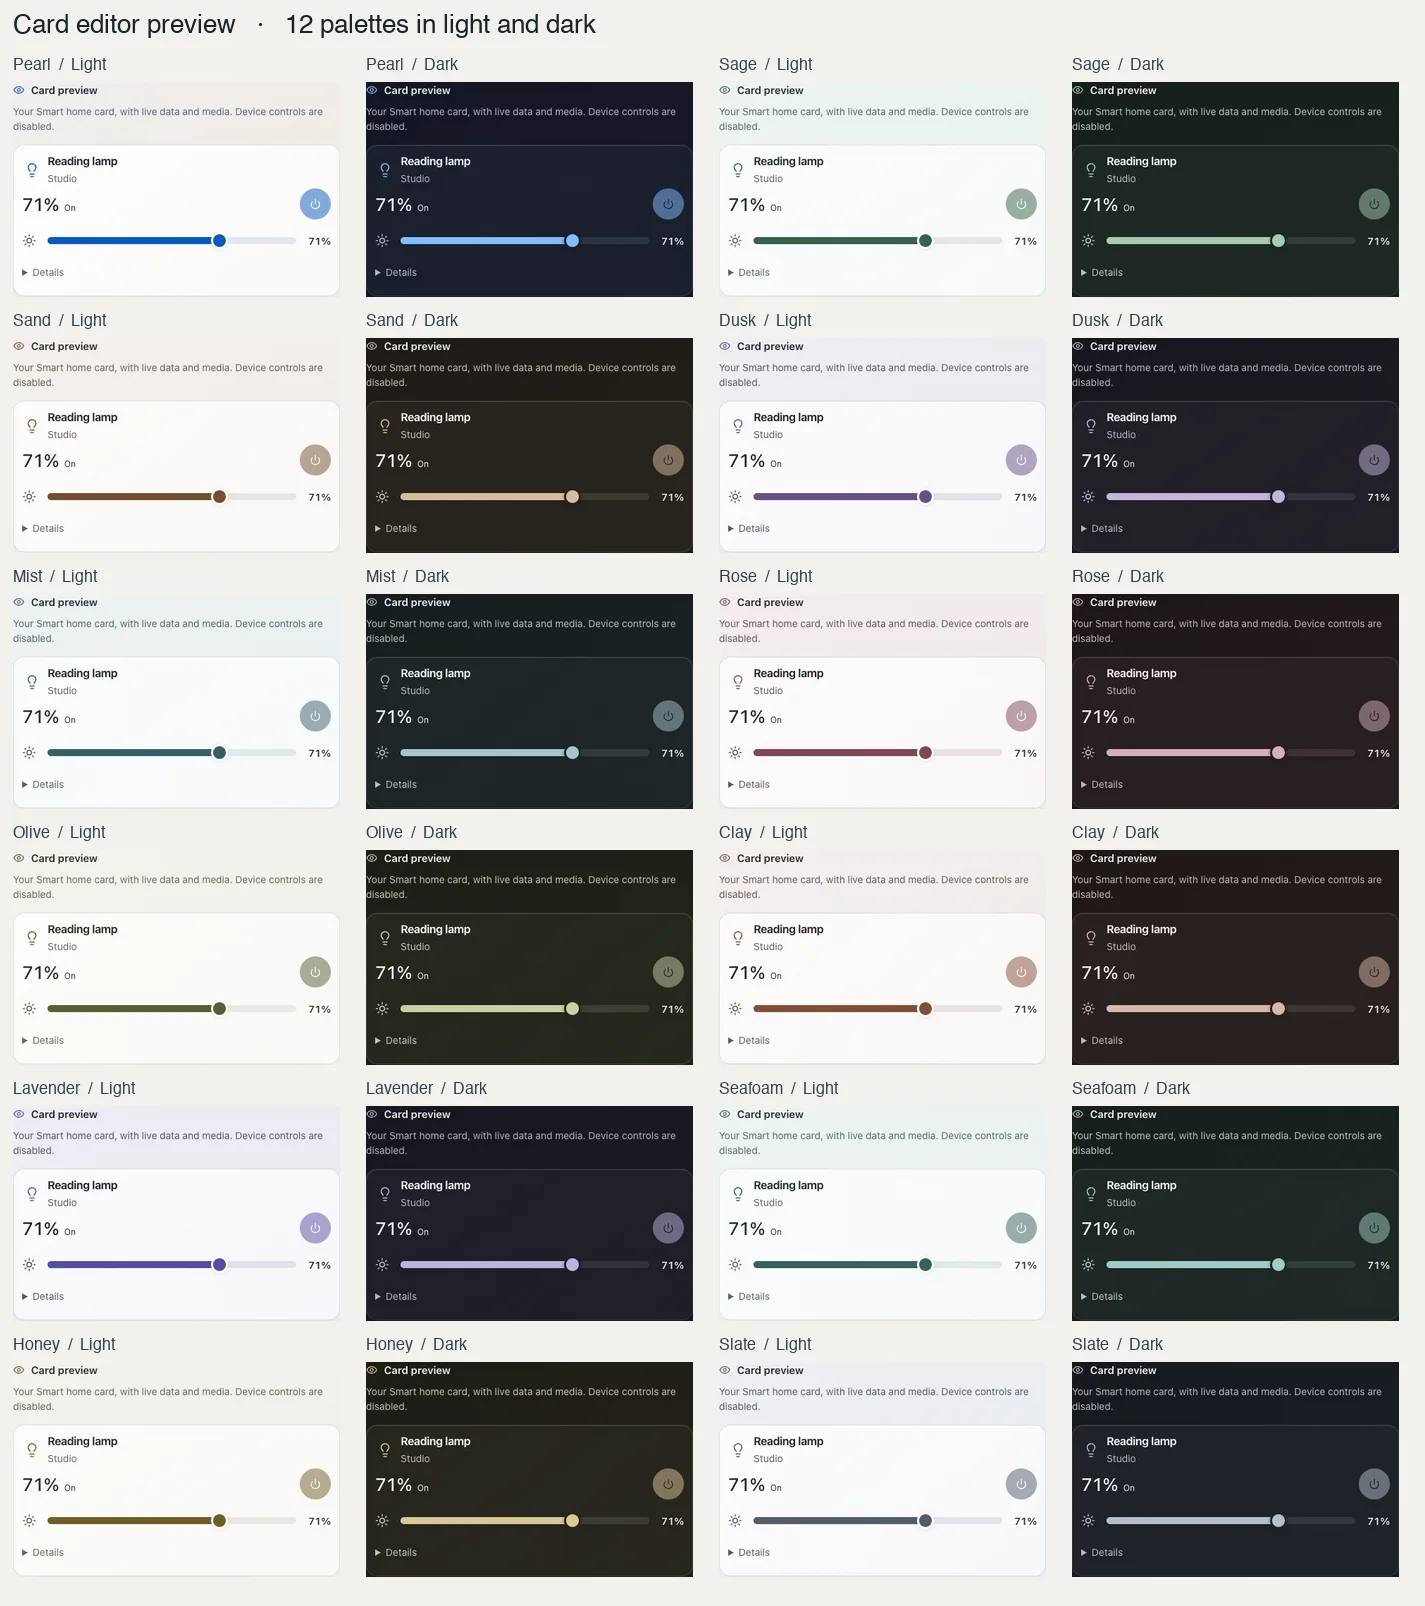 Card editor preview · 12 palettes in light and dark
Pearl / Light
Card preview
Your Smart home card, with live data and media. Device controls are
disabled.
Reading lamp
Studio
71% On
71%
▶ Details
Pearl / Dark
Card preview
Your Smart home card, with live data and media. Device controls are
disabled.
Reading lamp
Studio
71% On
71%
▶ Details
Sage / Light
Card preview
Your Smart home card, with live data and media. Device controls are
disabled.
Reading lamp
Studio
71% On
71%
▶ Details
Sage / Dark
Card preview
Your Smart home card, with live data and media. Device controls are
disabled.
Reading lamp
Studio
71% On
71%
▶ Details
Sand / Light
Card preview
Your Smart home card, with live data and media. Device controls are
disabled.
Reading lamp
Studio
71% On
71%
▶ Details
Sand / Dark
Card preview
Your Smart home card, with live data and media. Device controls are
disabled.
Reading lamp
Studio
71% On
71%
▶ Details
Dusk / Light
Card preview
Your Smart home card, with live data and media. Device controls are
disabled.
Reading lamp
Studio
71% On
71%
▶ Details
Dusk / Dark
Card preview
Your Smart home card, with live data and media. Device controls are
disabled.
Reading lamp
Studio
71% On
71%
▶ Details
Mist / Light
Card preview
Your Smart home card, with live data and media. Device controls are
disabled.
Reading lamp
Studio
71% On
71%
▶ Details
Mist / Dark
Card preview
Your Smart home card, with live data and media. Device controls are
disabled.
Reading lamp
Studio
71% On
71%
▶ Details
Rose / Light
Card preview
Your Smart home card, with live data and media. Device controls are
disabled.
Reading lamp
Studio
71% On
71%
▶ Details
Rose / Dark
Card preview
Your Smart home card, with live data and media. Device controls are
disabled.
Reading lamp
Studio
71% On
71%
▶ Details
Olive / Light
Card preview
Your Smart home card, with live data and media. Device controls are
disabled.
Reading lamp
Studio
71% On
71%
▶ Details
Olive / Dark
Card preview
Your Smart home card, with live data and media. Device controls are
disabled.
Reading lamp
Studio
71% On
71%
▶ Details
Clay / Light
Card preview
Your Smart home card, with live data and media. Device controls are
disabled.
Reading lamp
Studio
71% On
71%
▶ Details
Clay / Dark
Card preview
Your Smart home card, with live data and media. Device controls are
disabled.
Reading lamp
Studio
71% On
71%
▶ Details
Lavender / Light
Card preview
Your Smart home card, with live data and media. Device controls are
disabled.
Reading lamp
Studio
71% On
71%
▶ Details
Lavender / Dark
Card preview
Your Smart home card, with live data and media. Device controls are
disabled.
Reading lamp
Studio
71% On
71%
▶ Details
Seafoam / Light
Card preview
Your Smart home card, with live data and media. Device controls are
disabled.
Reading lamp
Studio
71% On
71%
▶ Details
Seafoam / Dark
Card preview
Your Smart home card, with live data and media. Device controls are
disabled.
Reading lamp
Studio
71% On
71%
▶ Details
Honey / Light
Card preview
Your Smart home card, with live data and media. Device controls are
disabled.
Reading lamp
Studio
71% On
71%
▶ Details
Honey / Dark
Card preview
Your Smart home card, with live data and media. Device controls are
disabled.
Reading lamp
Studio
71% On
71%
▶ Details
Slate / Light
Card preview
Your Smart home card, with live data and media. Device controls are
disabled.
Reading lamp
Studio
71% On
71%
▶ Details
Slate / Dark
Card preview
Your Smart home card, with live data and media. Device controls are
disabled.
Reading lamp
Studio
71% On
71%
▶ Details